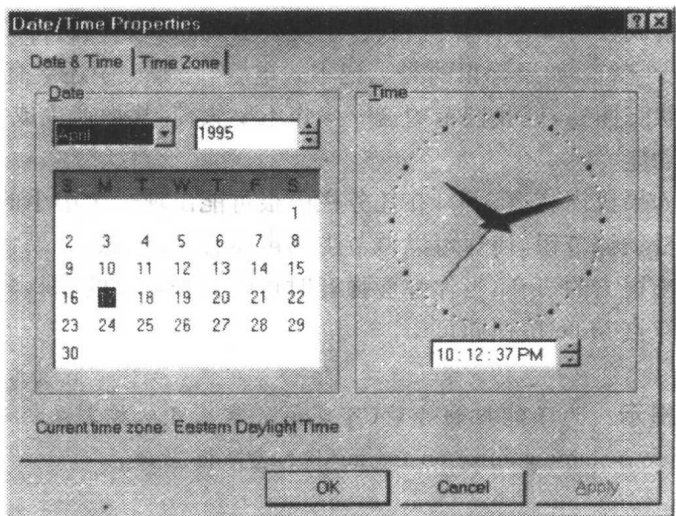 Date/Time Properties
Date & Time Time Zone
Date
April 1995
S M T W T F S
1
2 3 4 5 6 7 8
9 10 11 12 13 14 15
16 17 18 19 20 21 22
23 24 25 26 27 28 29
30
Time
10:12:37 PM
Current time zone: Eastern Daylight Time
OK Cancel Apply